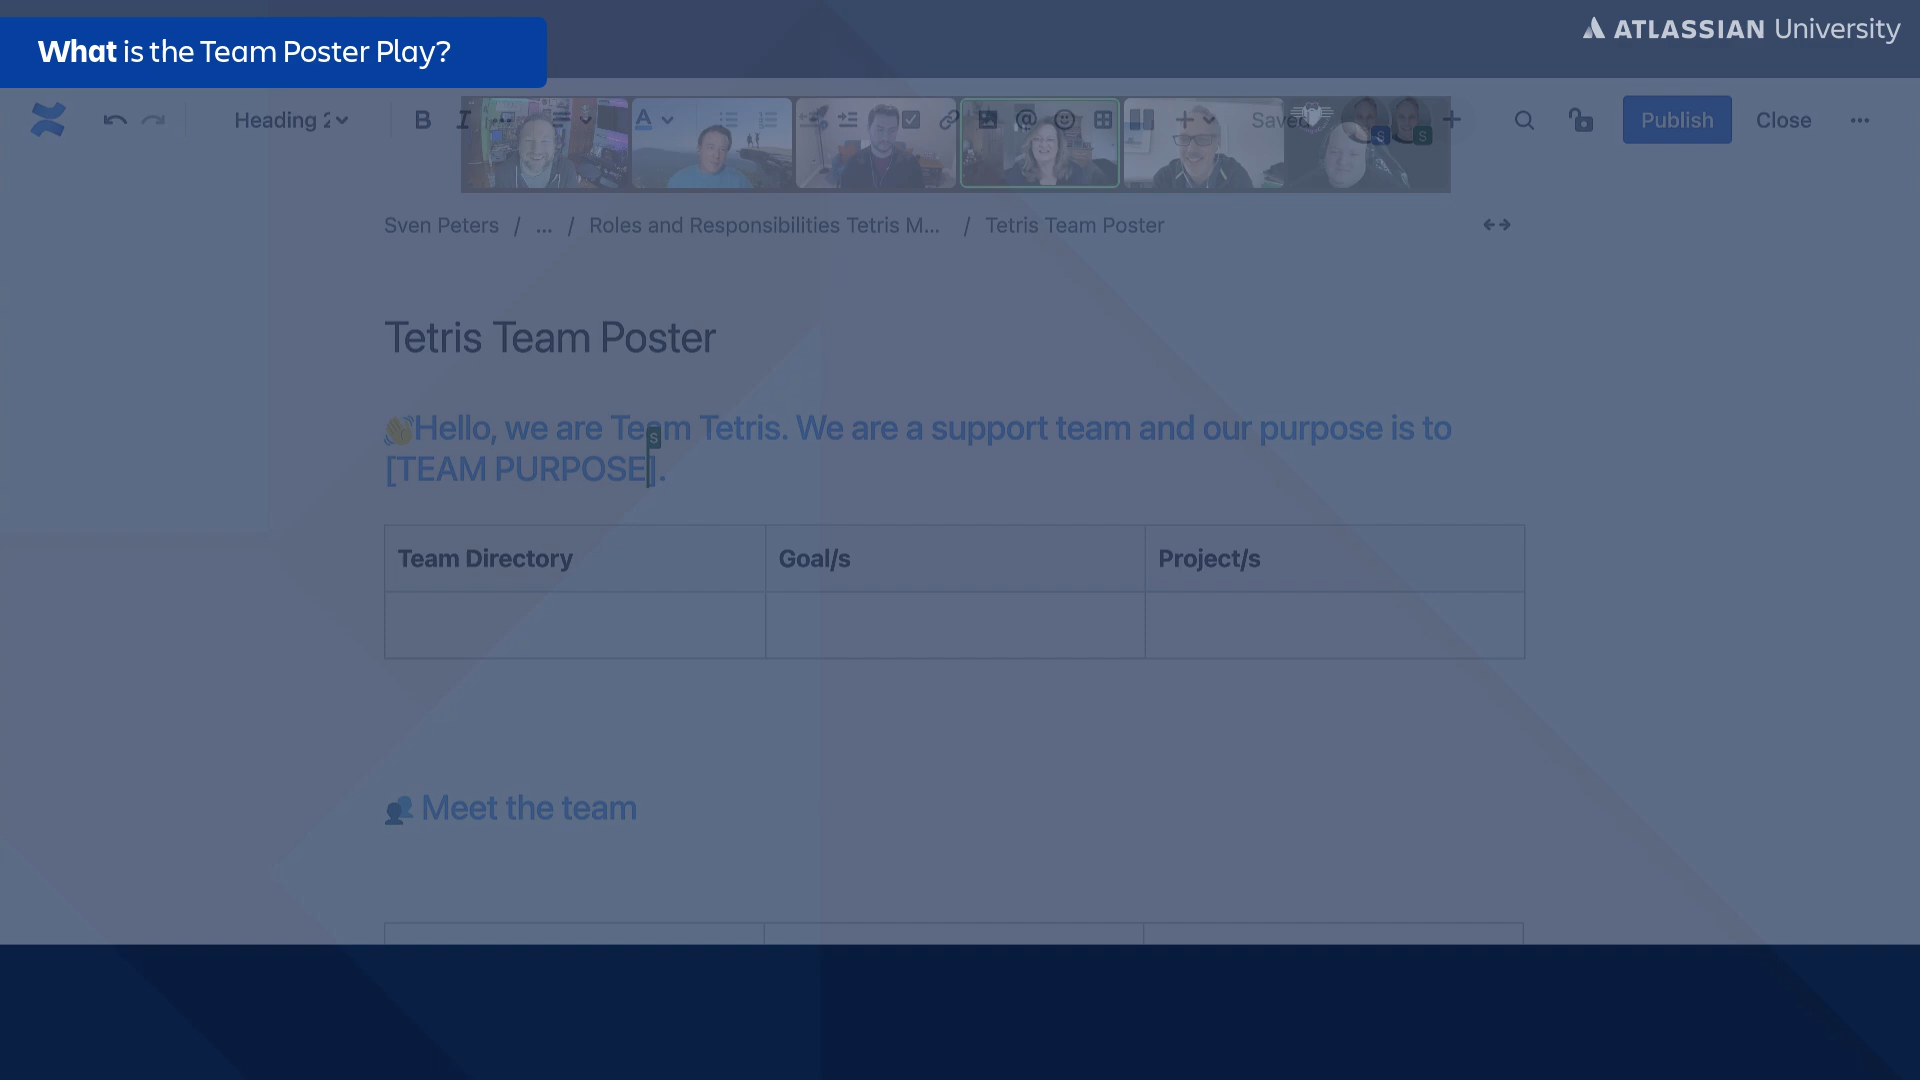 What is the Team Poster Play?
ATLASSIAN University
Heading 2
B
I
A
@
Saved
S
S
Publish
Close
...
Sven Peters / ... / Roles and Responsibilities Tetris M... / Tetris Team Poster
Tetris Team Poster
👋Hello, we are Team Tetris. We are a support team and our purpose is to
S
[TEAM PURPOSE].
Team Directory
Goal/s
Project/s
👥 Meet the team